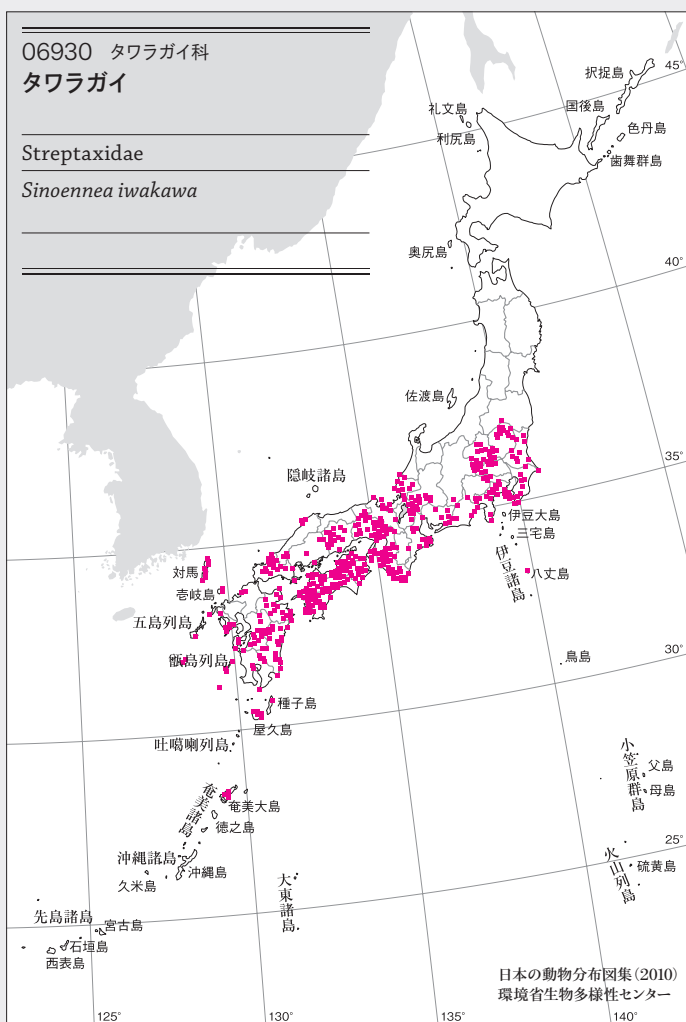 06930 タワラガイ科
タワラガイ
Streptaxidae
Sinoennea iwakawa
45°
択捉島
国後島
礼文島
色丹島
利尻島
歯舞群島
奥尻島
40°
佐渡島
35°
隠岐諸島
伊豆大島
三宅島
伊豆諸島
八丈島
対馬
壱岐島
五島列島
甑島列島
30°
鳥島
種子島
屋久島
吐噶喇列島
小笠原群島
父島
母島
奄美諸島
奄美大島
徳之島
25°
火山列島
硫黄島
沖縄諸島
沖縄島
久米島
大東諸島
先島諸島
宮古島
石垣島
西表島
日本の動物分布図集(2010)
環境省生物多様性センター
125°
130°
135°
140°